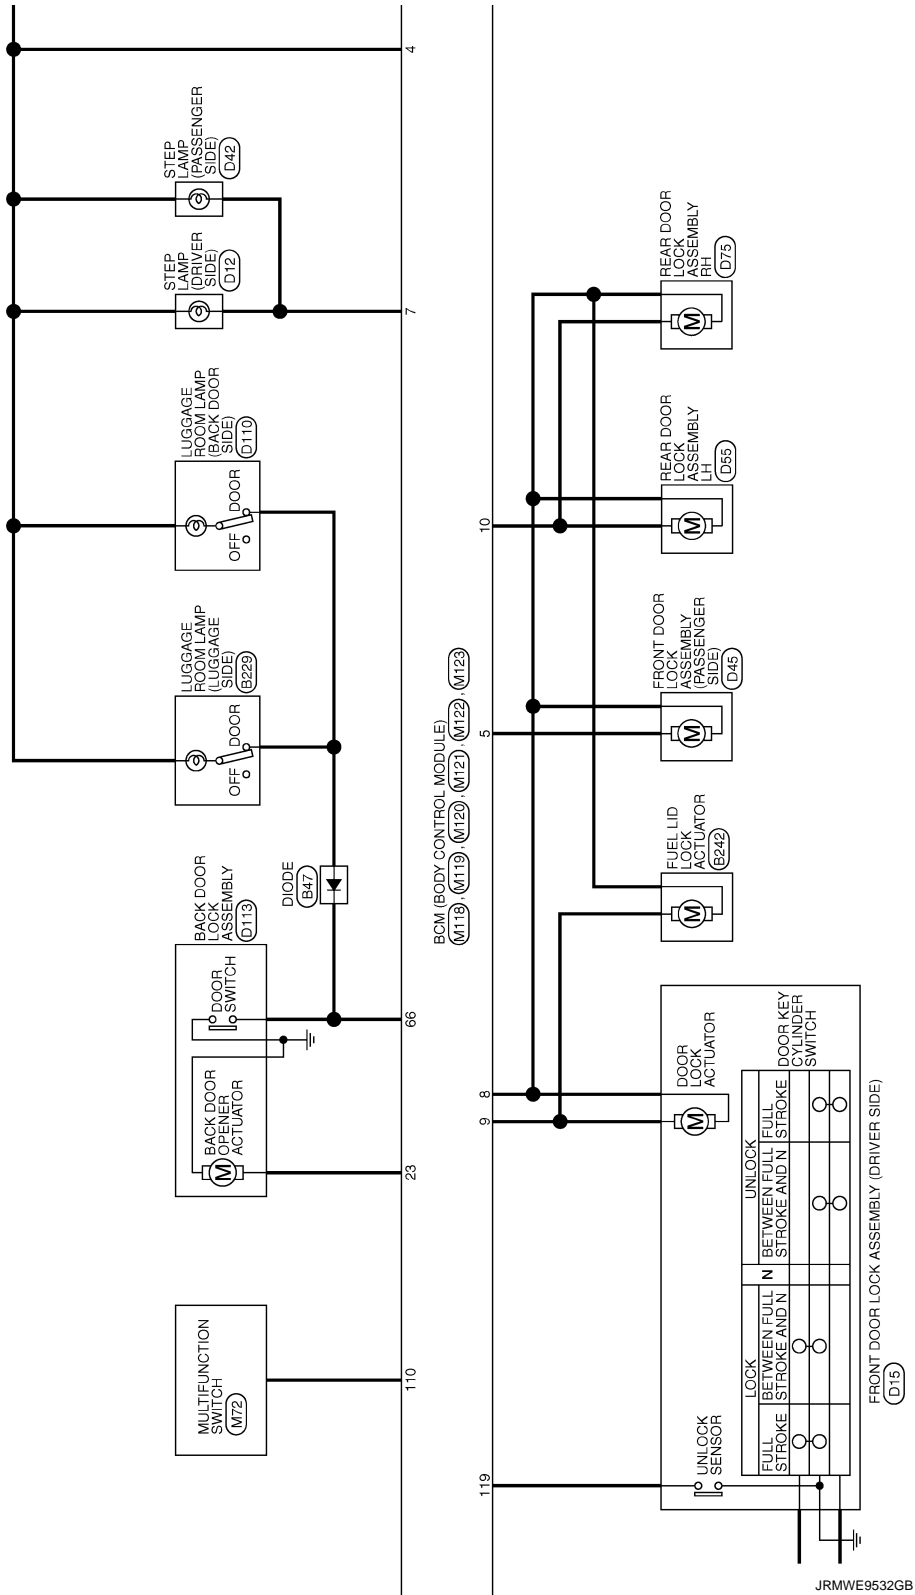 4
STEP
LAMP
(PASSENGER
SIDE)
D42
STEP
LAMP
(DRIVER
SIDE)
D12
7
LUGGAGE
ROOM LAMP
(BACK DOOR
SIDE)
D110
DOOR
OFF
LUGGAGE
ROOM LAMP
(LUGGAGE
SIDE)
B229
DOOR
OFF
DIODE
B47
BACK DOOR
LOCK
ASSEMBLY
D113
DOOR
SWITCH
66
BACK DOOR
OPENER
ACTUATOR
M
23
MULTIFUNCTION
SWITCH
M72
110
BCM (BODY CONTROL MODULE)
M118, M119, M120, M121, M122, M123
REAR DOOR
LOCK
ASSEMBLY
RH
D75
M
10
REAR DOOR
LOCK
ASSEMBLY
LH
D55
M
5
FRONT DOOR
LOCK
ASSEMBLY
(PASSENGER
SIDE)
D45
M
FUEL LID
LOCK
ACTUATOR
B242
M
8
9
DOOR
LOCK
ACTUATOR
M
DOOR KEY
CYLINDER
SWITCH
UNLOCK
FULL
STROKE
BETWEEN FULL
STROKE AND N
N
LOCK
BETWEEN FULL
STROKE AND N
FULL
STROKE
119
UNLOCK
SENSOR
FRONT DOOR LOCK ASSEMBLY (DRIVER SIDE)
D15
JRMWE9532GB